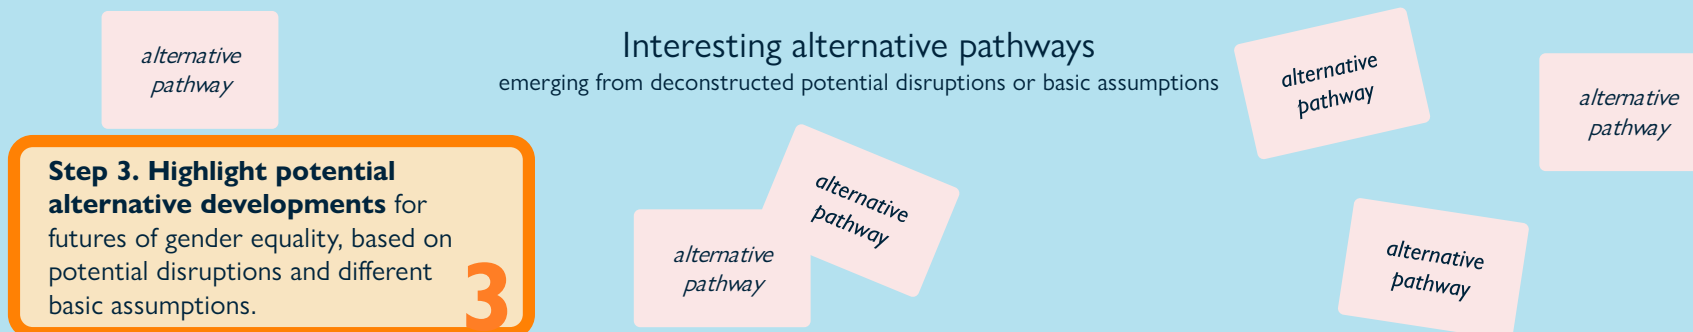 alternative
pathway
Interesting alternative pathways
emerging from deconstructed potential disruptions or basic assumptions
alternative
pathway
alternative
pathway
Step 3. Highlight potential
alternative developments for
futures of gender equality, based on
potential disruptions and different
basic assumptions.
3
alternative
pathway
alternative
pathway
alternative
pathway